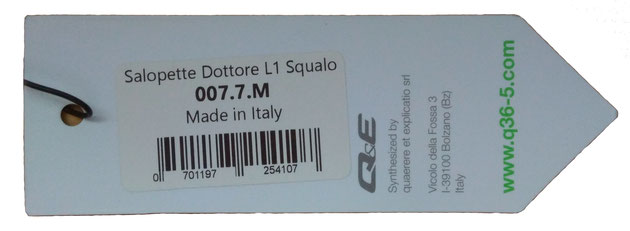 Salopette Dottore L1 Squalo
007.7.M
Made in Italy
0 701197 254107
Q&E
Synthesized by
quaerere et explicatio srl
Vicolo della Fossa 3
I-39100 Bolzano (Bz)
Italy
www.q36-5.com